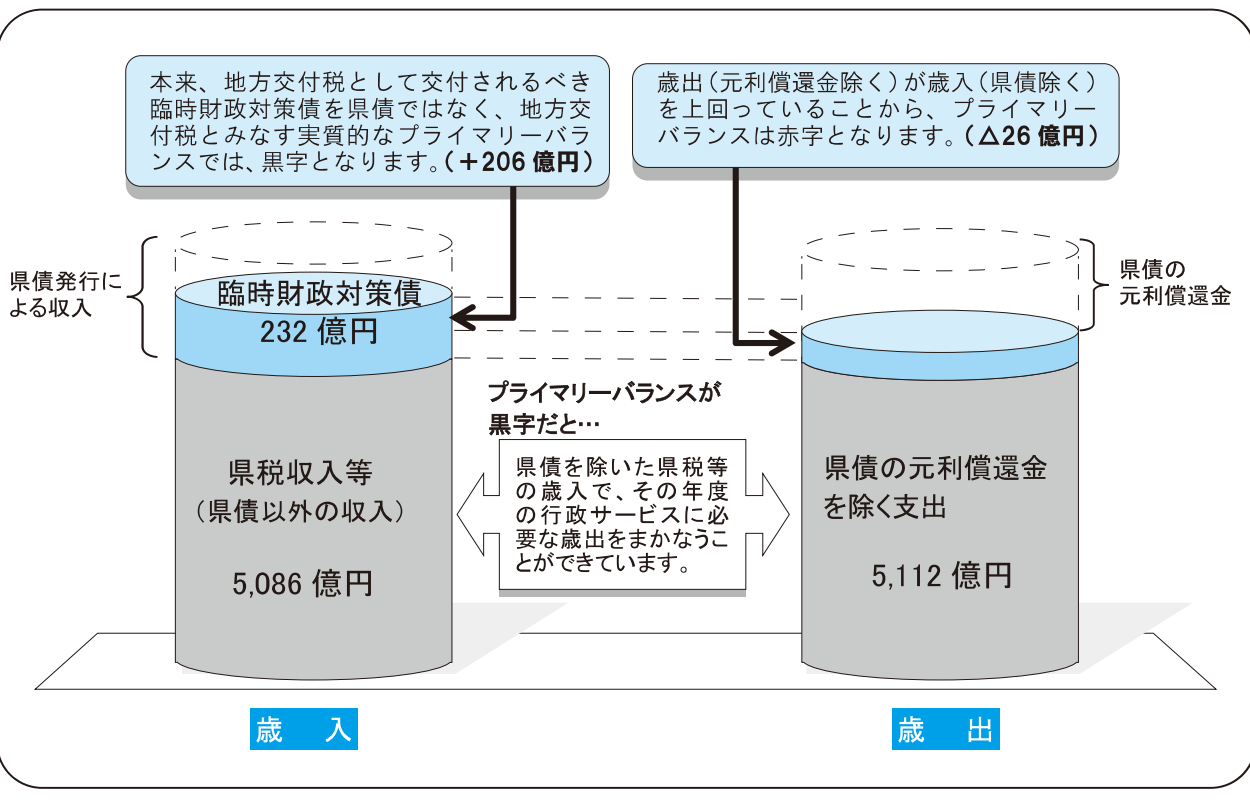 本来、地方交付税として交付されるべき
臨時財政対策債を県債ではなく、地方交
付税とみなす実質的なプライマリーバラ
ンスでは、黒字となります。（＋206 億円）
歳出（元利償還金除く）が歳入（県債除く）
を上回っていることから、プライマリー
バランスは赤字となります。（△26 億円）
県債発行に
よる収入
臨時財政対策債
232 億円
県債の
元利償還金
プライマリーバランスが
黒字だと…
県債を除いた県税等
の歳入で、その年度
の行政サービスに必
要な歳出をまかなうこ
とができています。
県税収入等
（県債以外の収入）
5,086 億円
県債の元利償還金
を除く支出
5,112 億円
歳　入
歳　出